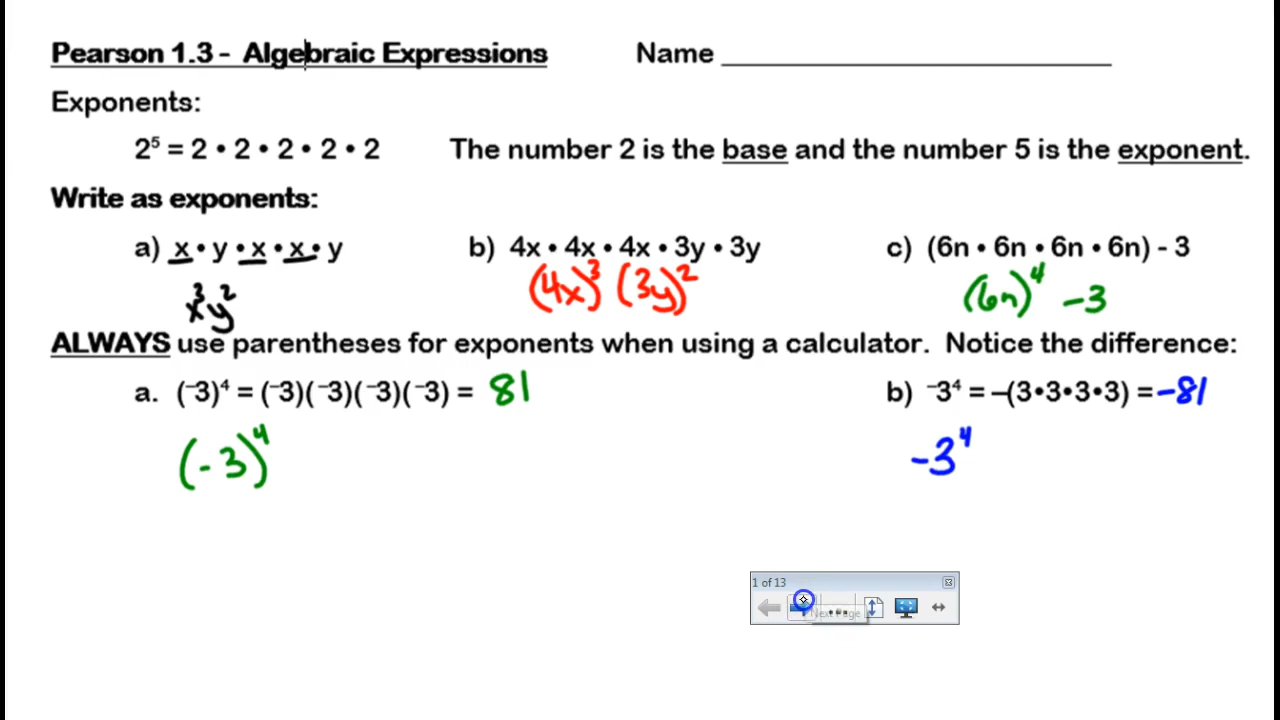 Pearson 1.3 - Algebraic Expressions Name ____________________
Exponents:
2⁵ = 2 • 2 • 2 • 2 • 2 The number 2 is the base and the number 5 is the exponent.
Write as exponents:
a) x • y • x • x • y b) 4x • 4x • 4x • 3y • 3y c) (6n • 6n • 6n • 6n) - 3
x³y² (4x)³ (3y)² (6n)⁴ -3
ALWAYS use parentheses for exponents when using a calculator. Notice the difference:
a. (⁻3)⁴ = (⁻3)(⁻3)(⁻3)(⁻3) = 81 b) ⁻3⁴ = –(3•3•3•3) = -81
(-3)⁴ -3⁴
1 of 13
Next Page